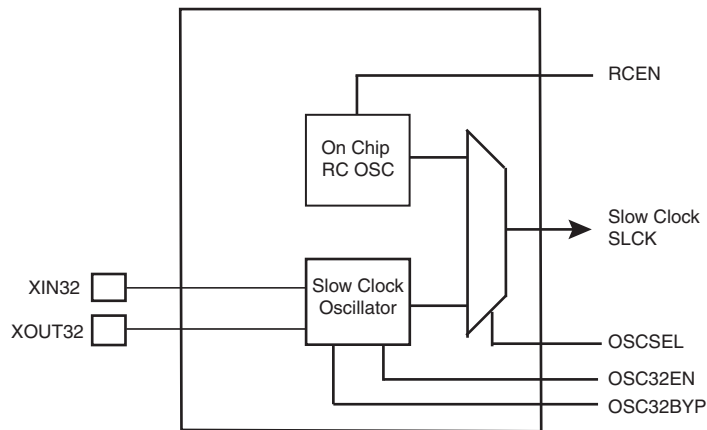 RCEN
On Chip
RC OSC
Slow Clock
SLCK
XIN32
Slow Clock
Oscillator
XOUT32
OSCSEL
OSC32EN
OSC32BYP